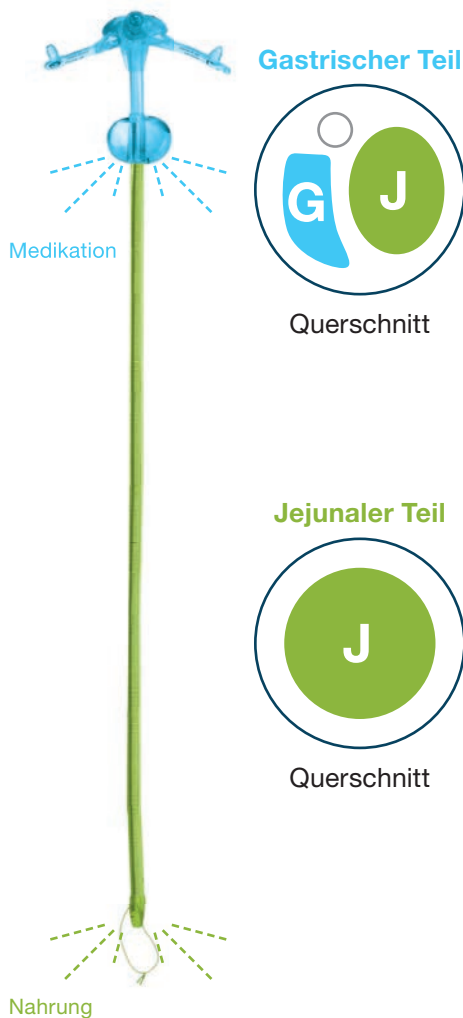 Gastrischer Teil
G
J
Medikation
Querschnitt
Jejunaler Teil
J
Querschnitt
Nahrung